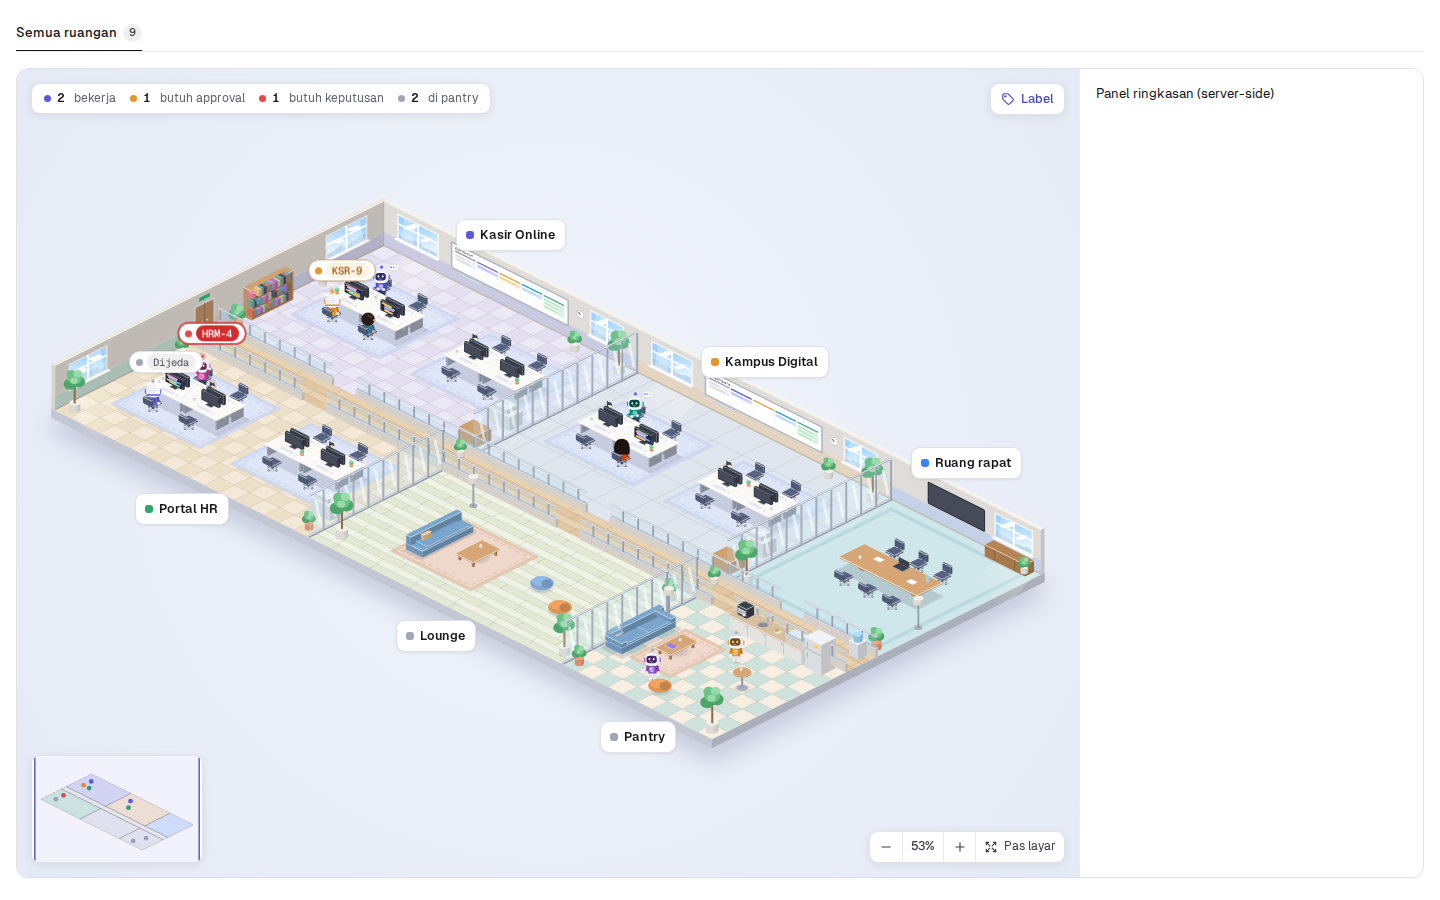 Semua ruangan 9
2 bekerja 1 butuh approval 1 butuh keputusan 2 di pantry
Label
Panel ringkasan (server-side)
Kasir Online
KSR-9
HRM-4
Dijeda
Kampus Digital
Ruang rapat
Portal HR
Lounge
Pantry
53%
Pas layar